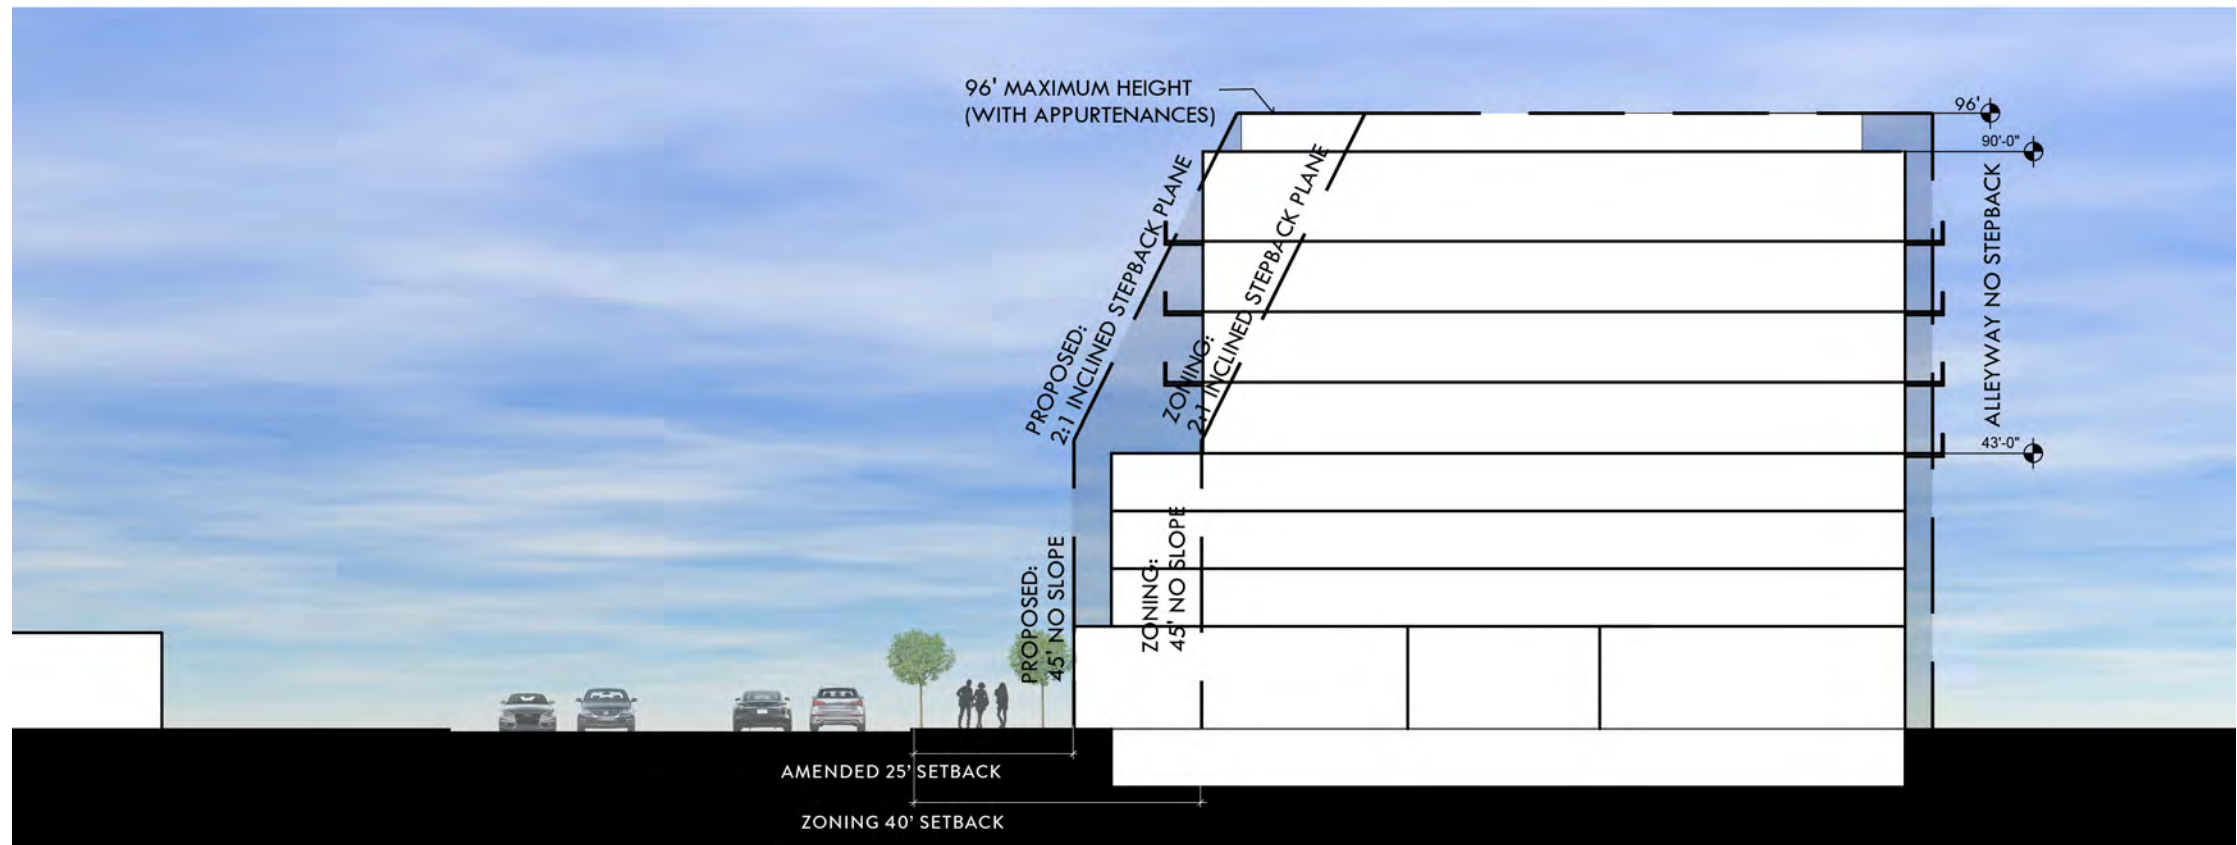 96' MAXIMUM HEIGHT
(WITH APPURTENANCES)
96'
90'-0"
PROPOSED:
2:1 INCLINED STEPBACK PLANE
ZONING:
2:1 INCLINED STEPBACK PLANE
ALLEYWAY NO STEPBACK
43'-0"
PROPOSED:
45' NO SLOPE
ZONING:
45' NO SLOPE
AMENDED 25' SETBACK
ZONING 40' SETBACK